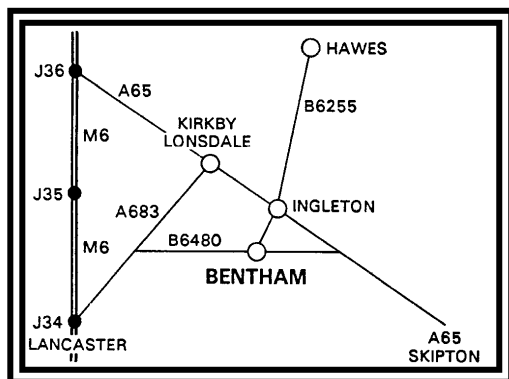 HAWES
J36
A65
B6255
KIRKBY
LONSDALE
M6
J35
INGLETON
A683
B6480
M6
BENTHAM
J34
LANCASTER
A65
SKIPTON